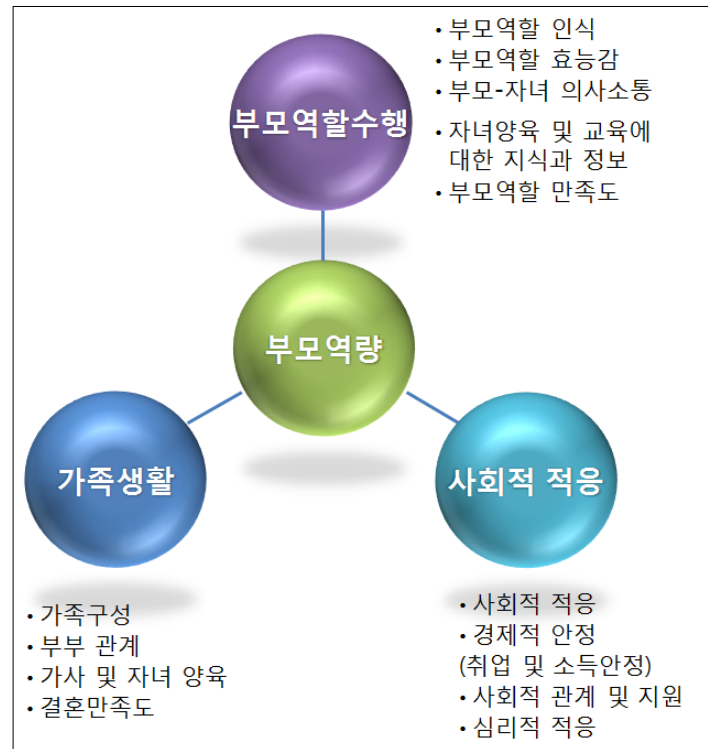 • 부모역할 인식
• 부모역할 효능감
• 부모-자녀 의사소통
• 자녀양육 및 교육에
대한 지식과 정보
• 부모역할 만족도
부모역할수행
부모역량
가족생활
사회적 적응
• 가족구성
• 부부 관계
• 가사 및 자녀 양육
• 결혼만족도
• 사회적 적응
• 경제적 안정
(취업 및 소득안정)
• 사회적 관계 및 지원
• 심리적 적응